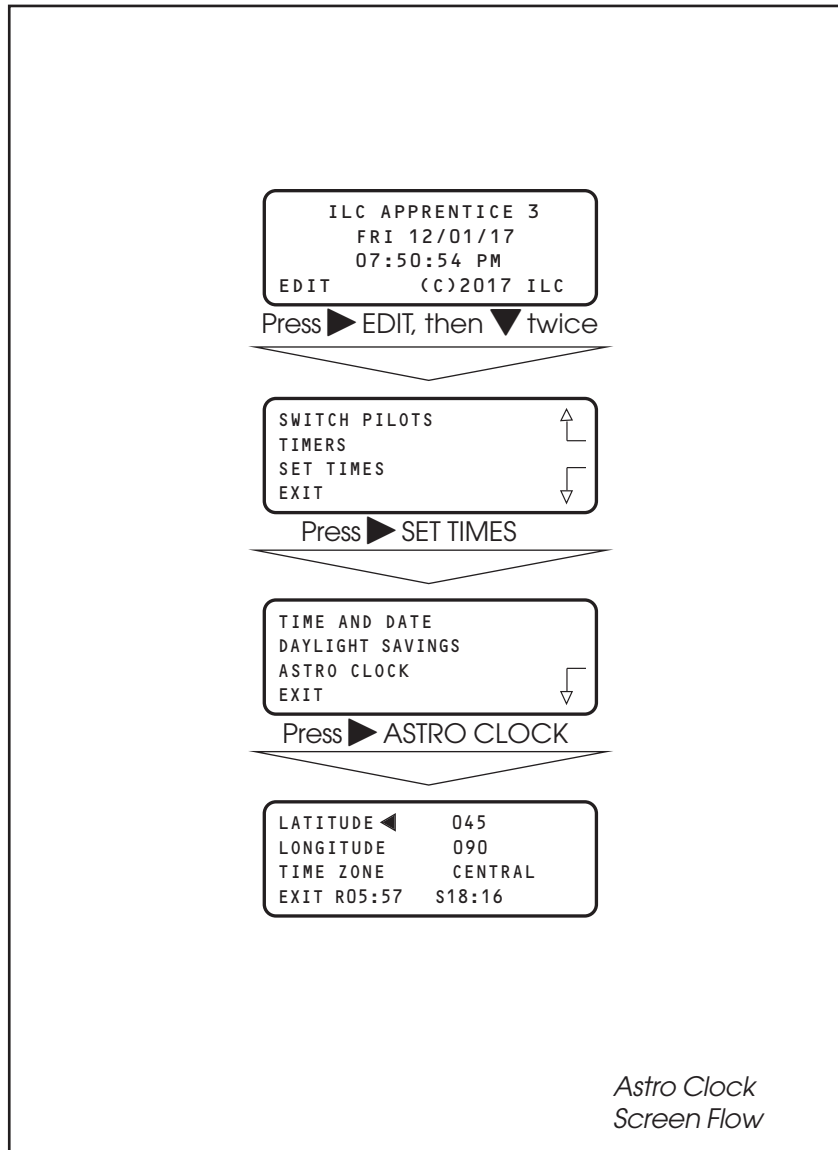 ILC APPRENTICE 3
FRI 12/01/17
07:50:54 PM
EDIT (C)2017 ILC
Press ▶ EDIT, then ▼ twice
SWITCH PILOTS
TIMERS
SET TIMES
EXIT
Press ▶ SET TIMES
TIME AND DATE
DAYLIGHT SAVINGS
ASTRO CLOCK
EXIT
Press ▶ ASTRO CLOCK
LATITUDE ◀ 045
LONGITUDE 090
TIME ZONE CENTRAL
EXIT R05:57 S18:16
Astro Clock
Screen Flow